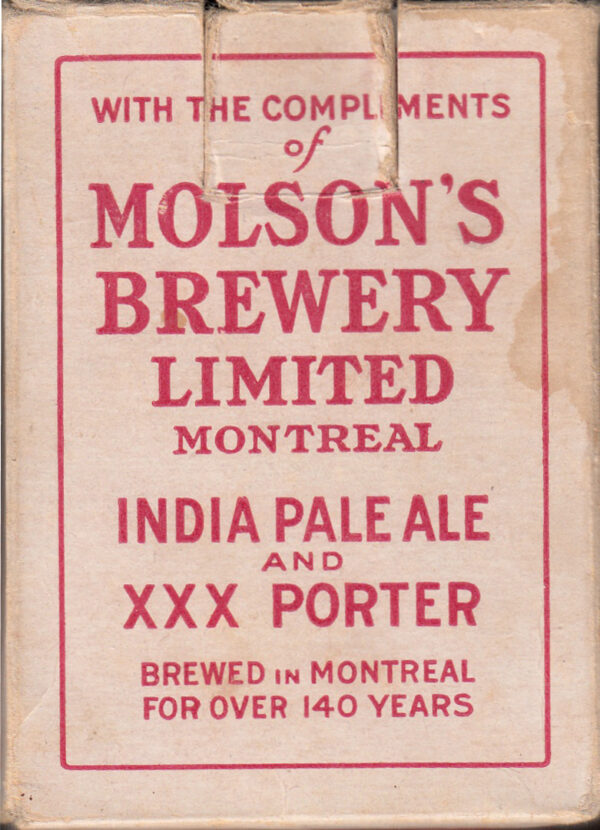 WITH THE COMPLIMENTS
of
MOLSON'S
BREWERY
LIMITED
MONTREAL
INDIA PALE ALE
AND
XXX PORTER
BREWED IN MONTREAL
FOR OVER 140 YEARS